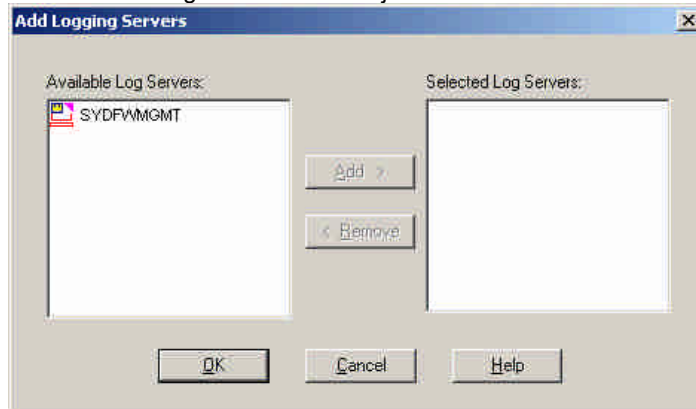 Add Logging Servers
Available Log Servers:
Selected Log Servers:
SYDFWMGMT
Add >
< Remove
OK
Cancel
Help